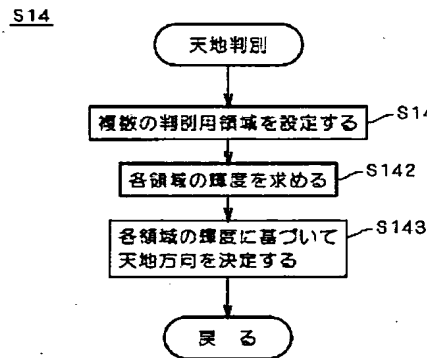 S14
天地判別
複数の判別用領域を設定する
S14
各領域の輝度を求める
S142
各領域の輝度に基づいて
天地方向を決定する
S143
戻る